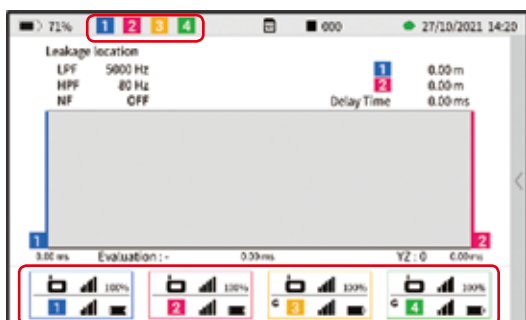 71% 1 2 3 4 000 27/10/2021 14:20
Leakage location
LPF 5000 Hz 1 0.00 m
HPF 80 Hz 2 0.00 m
NF OFF Delay Time 0.00 ms
1 2
0.00 ms Evaluation : - 0.00 ms YZ : 0 0.00 ms
100% 100% 100% 100%
1 2 G 3 G 4